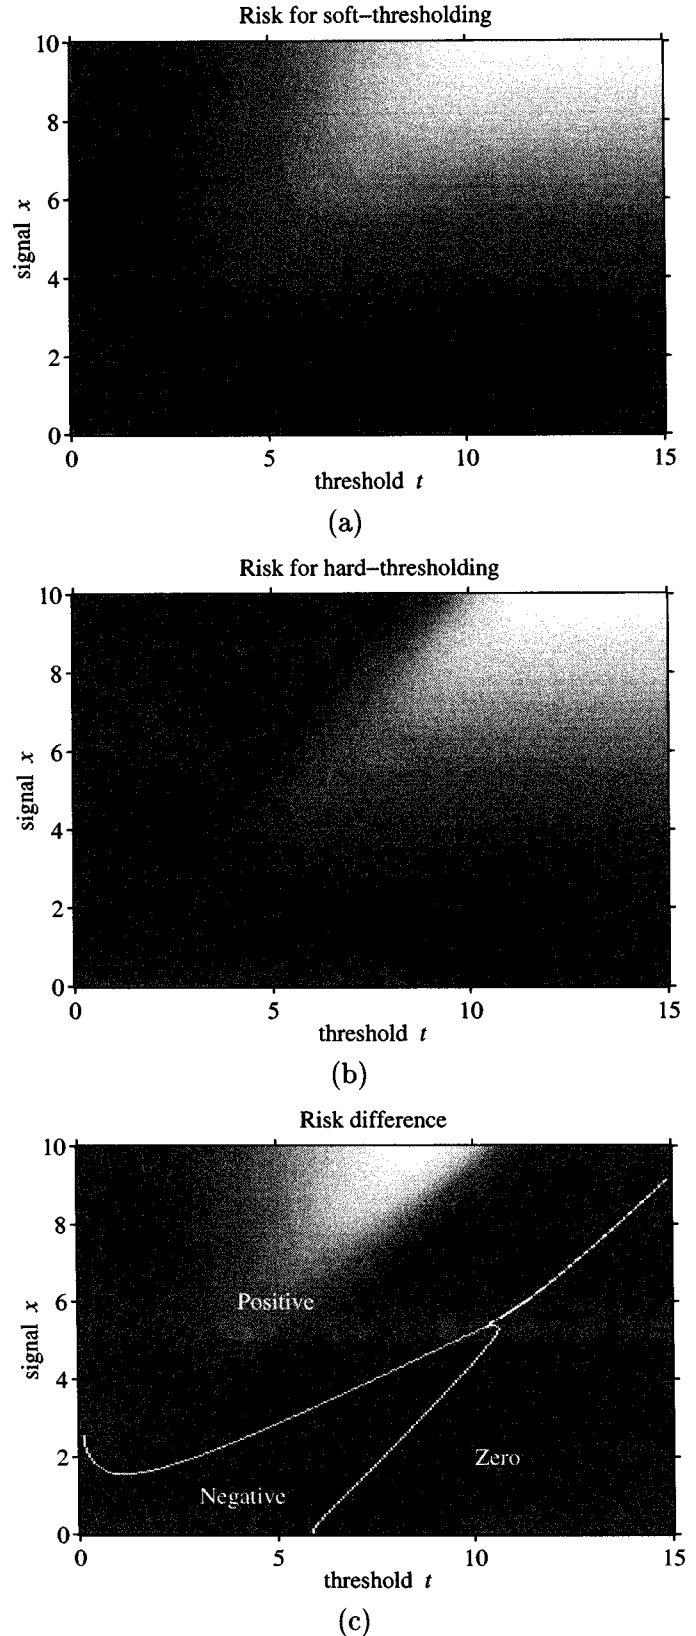 Risk for soft–thresholding
10
8
6
4
2
0
signal x
0 5 10 15
threshold t
(a)
Risk for hard–thresholding
10
8
6
4
2
0
signal x
0 5 10 15
threshold t
(b)
Risk difference
10
8
6
4
2
0
signal x
Positive
Zero
Negative
0 5 10 15
threshold t
(c)